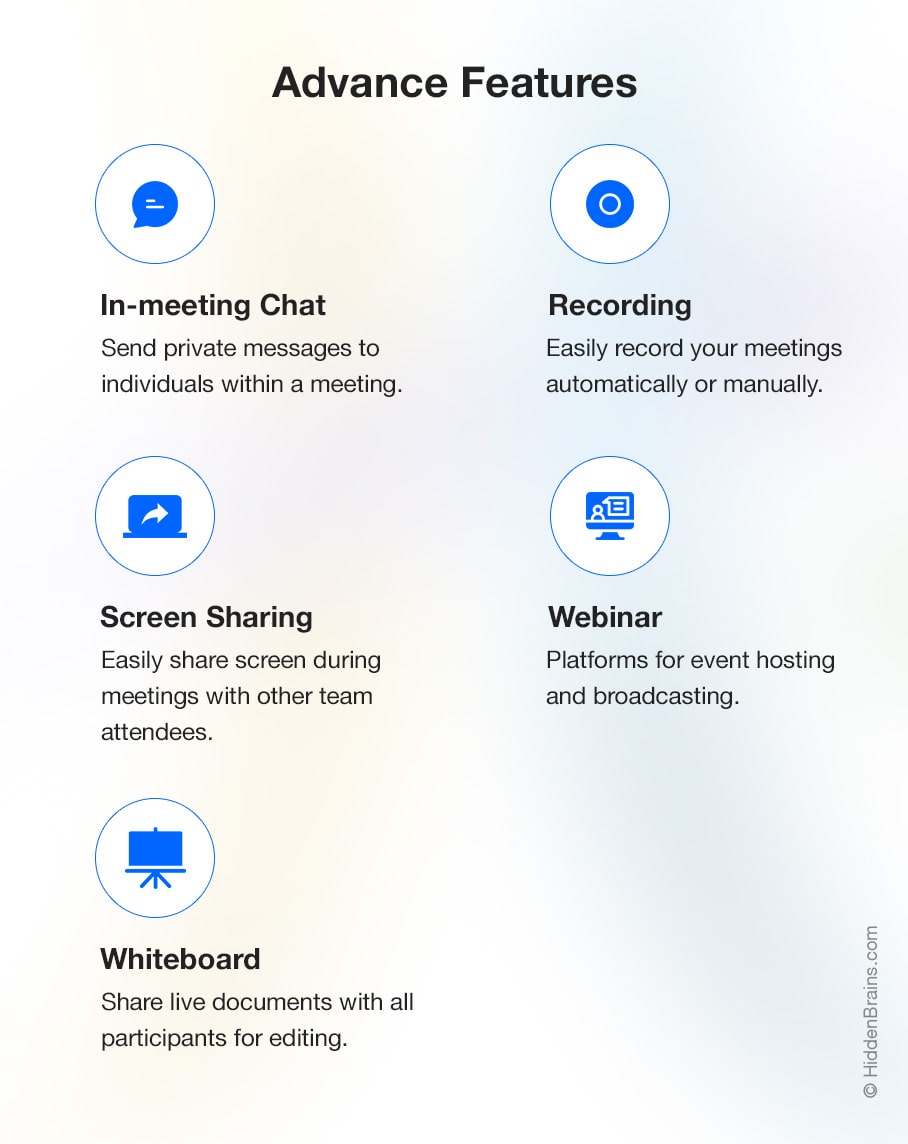 Advance Features
In-meeting Chat
Send private messages to
individuals within a meeting.
Recording
Easily record your meetings
automatically or manually.
Screen Sharing
Easily share screen during
meetings with other team
attendees.
Webinar
Platforms for event hosting
and broadcasting.
Whiteboard
Share live documents with all
participants for editing.
© HiddenBrains.com